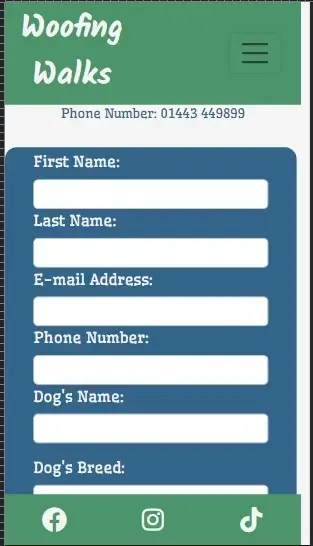 Woofing
Walks
Phone Number: 01443 449899
First Name:
Last Name:
E-mail Address:
Phone Number:
Dog's Name:
Dog's Breed: